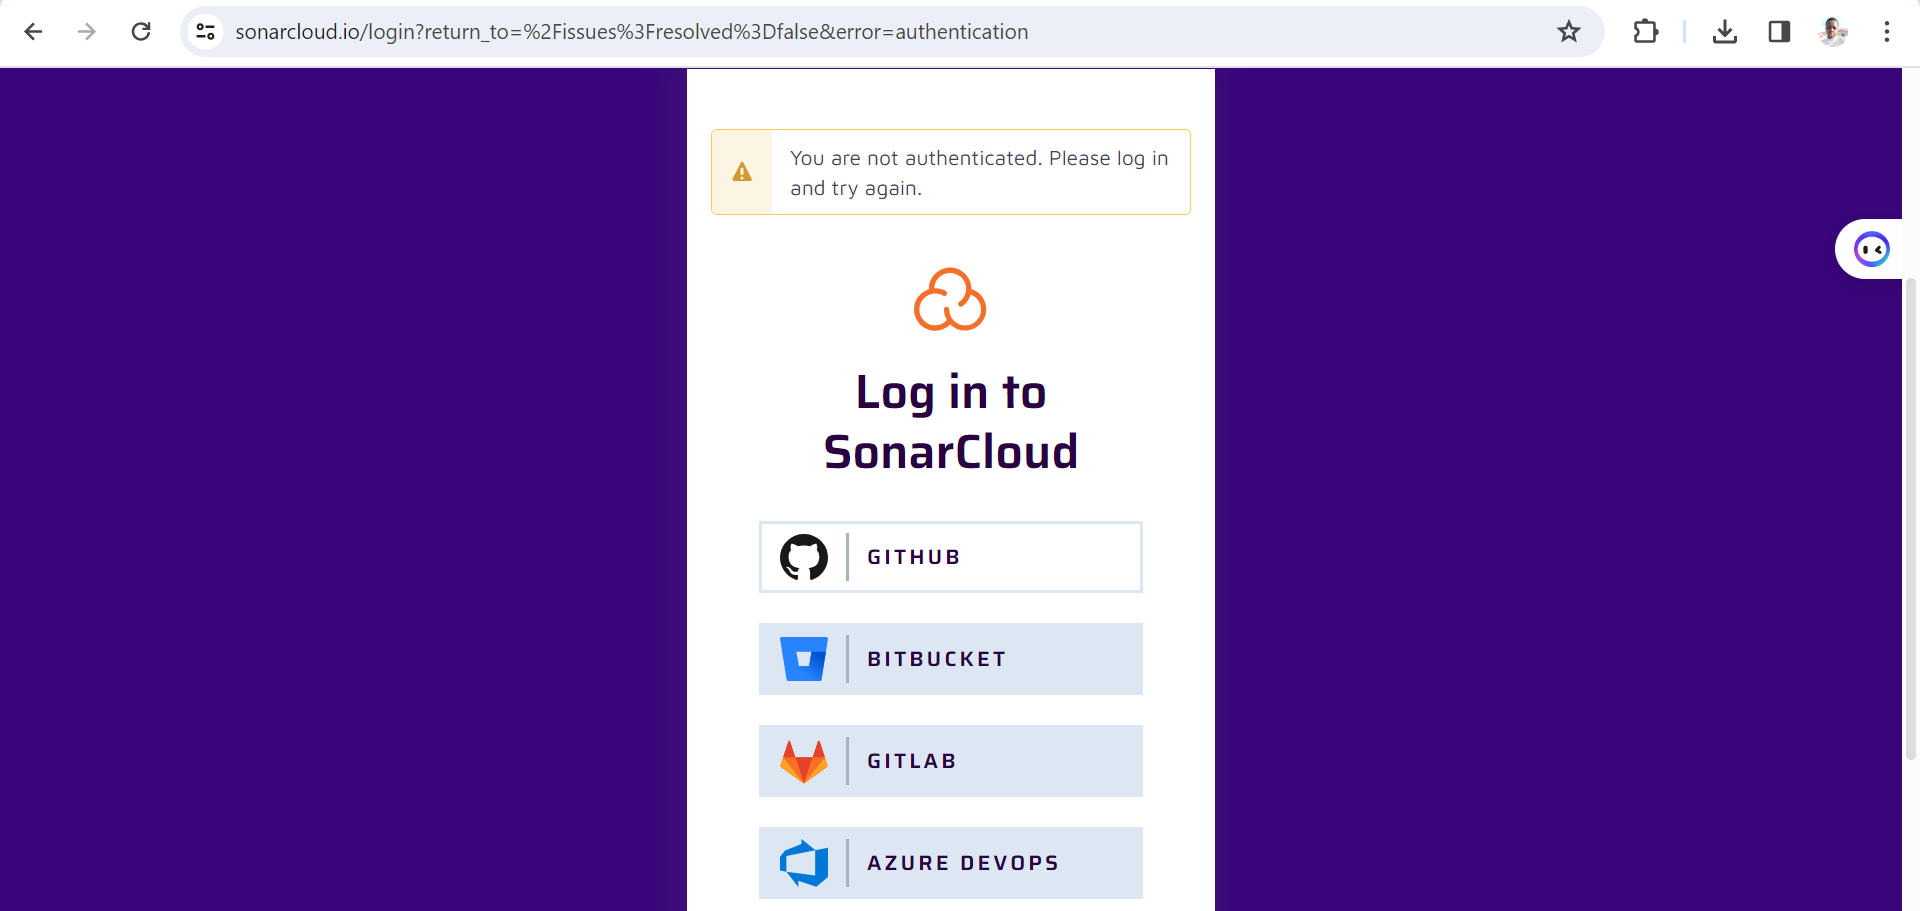 sonarcloud.io/login?return_to=%2Fissues%3Fresolved%3Dfalse&error=authentication
You are not authenticated. Please log in
and try again.
Log in to
SonarCloud
GITHUB
BITBUCKET
GITLAB
AZURE DEVOPS